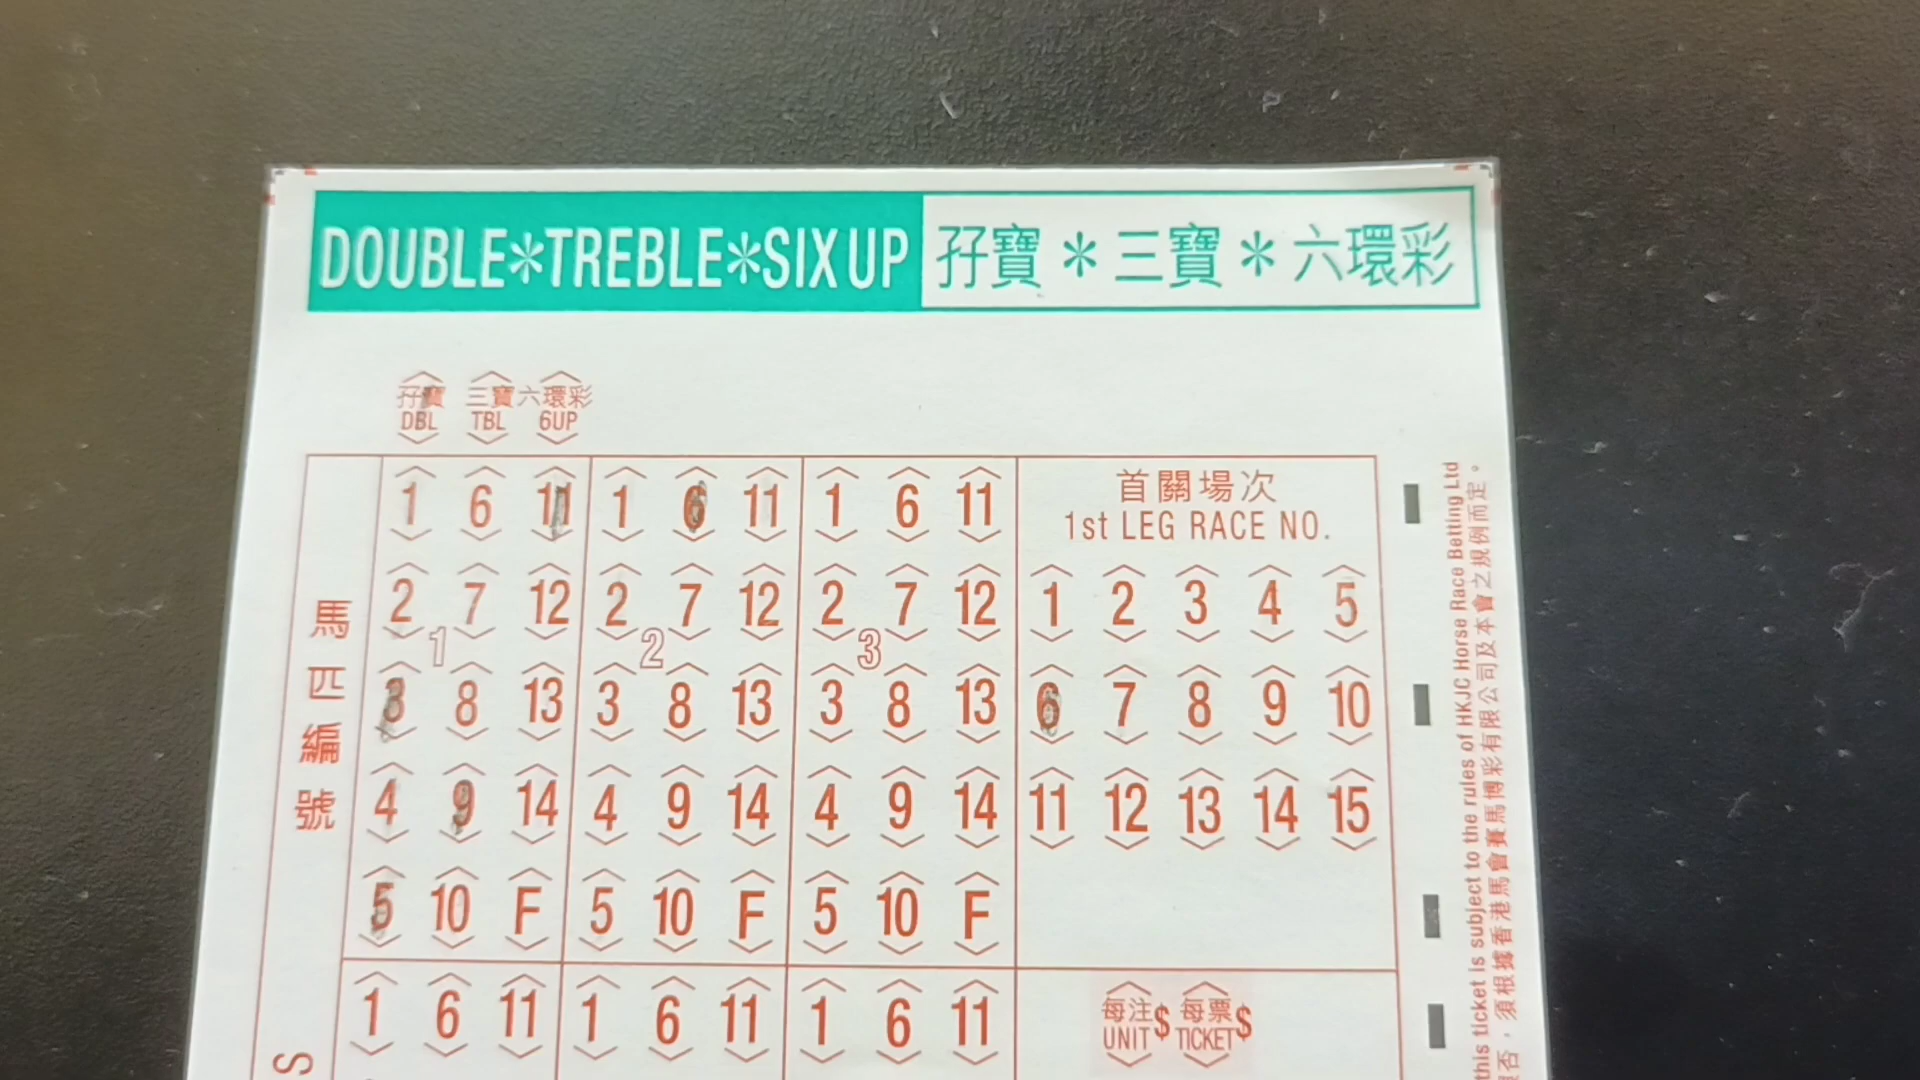 DOUBLE*TREBLE*SIX UP 孖寶*三寶*六環彩
孖寶 三寶 六環彩
DBL TBL 6UP
馬匹編號
1 6 11 1 6 11 1 6 11 首關場次
1st LEG RACE NO.
2 7 12 2 7 12 2 7 12 1 2 3 4 5
1 2 3
3 8 13 3 8 13 3 8 13 6 7 8 9 10
4 9 14 4 9 14 4 9 14 11 12 13 14 15
5 10 F 5 10 F 5 10 F
1 6 11 1 6 11 1 6 11 每注 $ 每票 $
UNIT TICKET
S
this ticket is subject to the rules of HKJC Horse Race Betting Ltd
否，須根據香港馬會賽馬博彩有限公司及本會之規例而定。